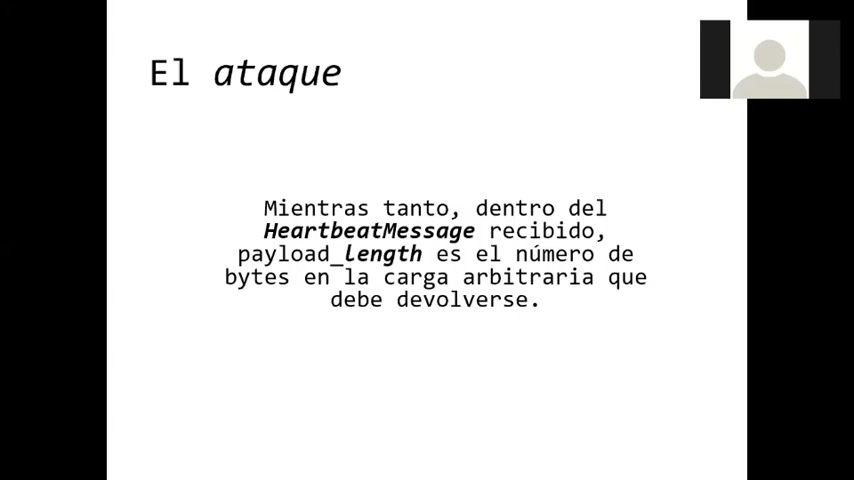 El ataque
Mientras tanto, dentro del
HeartbeatMessage recibido,
payload_length es el número de
bytes en la carga arbitraria que
debe devolverse.